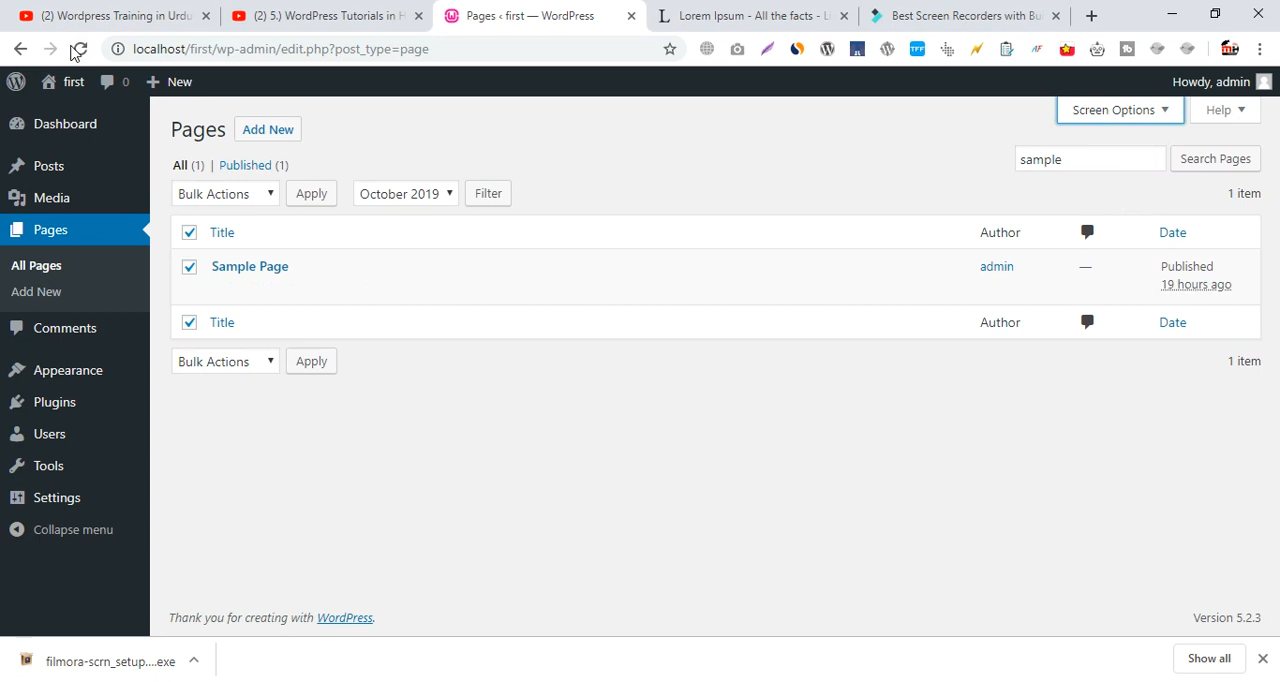 (2) Wordpress Training in Urdu
(2) 5.) WordPress Tutorials in H
Pages ‹ first — WordPress
Lorem Ipsum - All the facts - Li
Best Screen Recorders with Bu
localhost/first/wp-admin/edit.php?post_type=page
first
0
New
Howdy, admin
Dashboard
Posts
Media
Pages
All Pages
Add New
Comments
Appearance
Plugins
Users
Tools
Settings
Collapse menu
Screen Options
Help
Pages Add New
All (1) | Published (1)
sample
Search Pages
Bulk Actions
Apply
October 2019
Filter
1 item
Title
Author
Date
Sample Page
admin
—
Published
19 hours ago
Title
Author
Date
Bulk Actions
Apply
1 item
Thank you for creating with WordPress.
Version 5.2.3
filmora-scrn_setup....exe
Show all